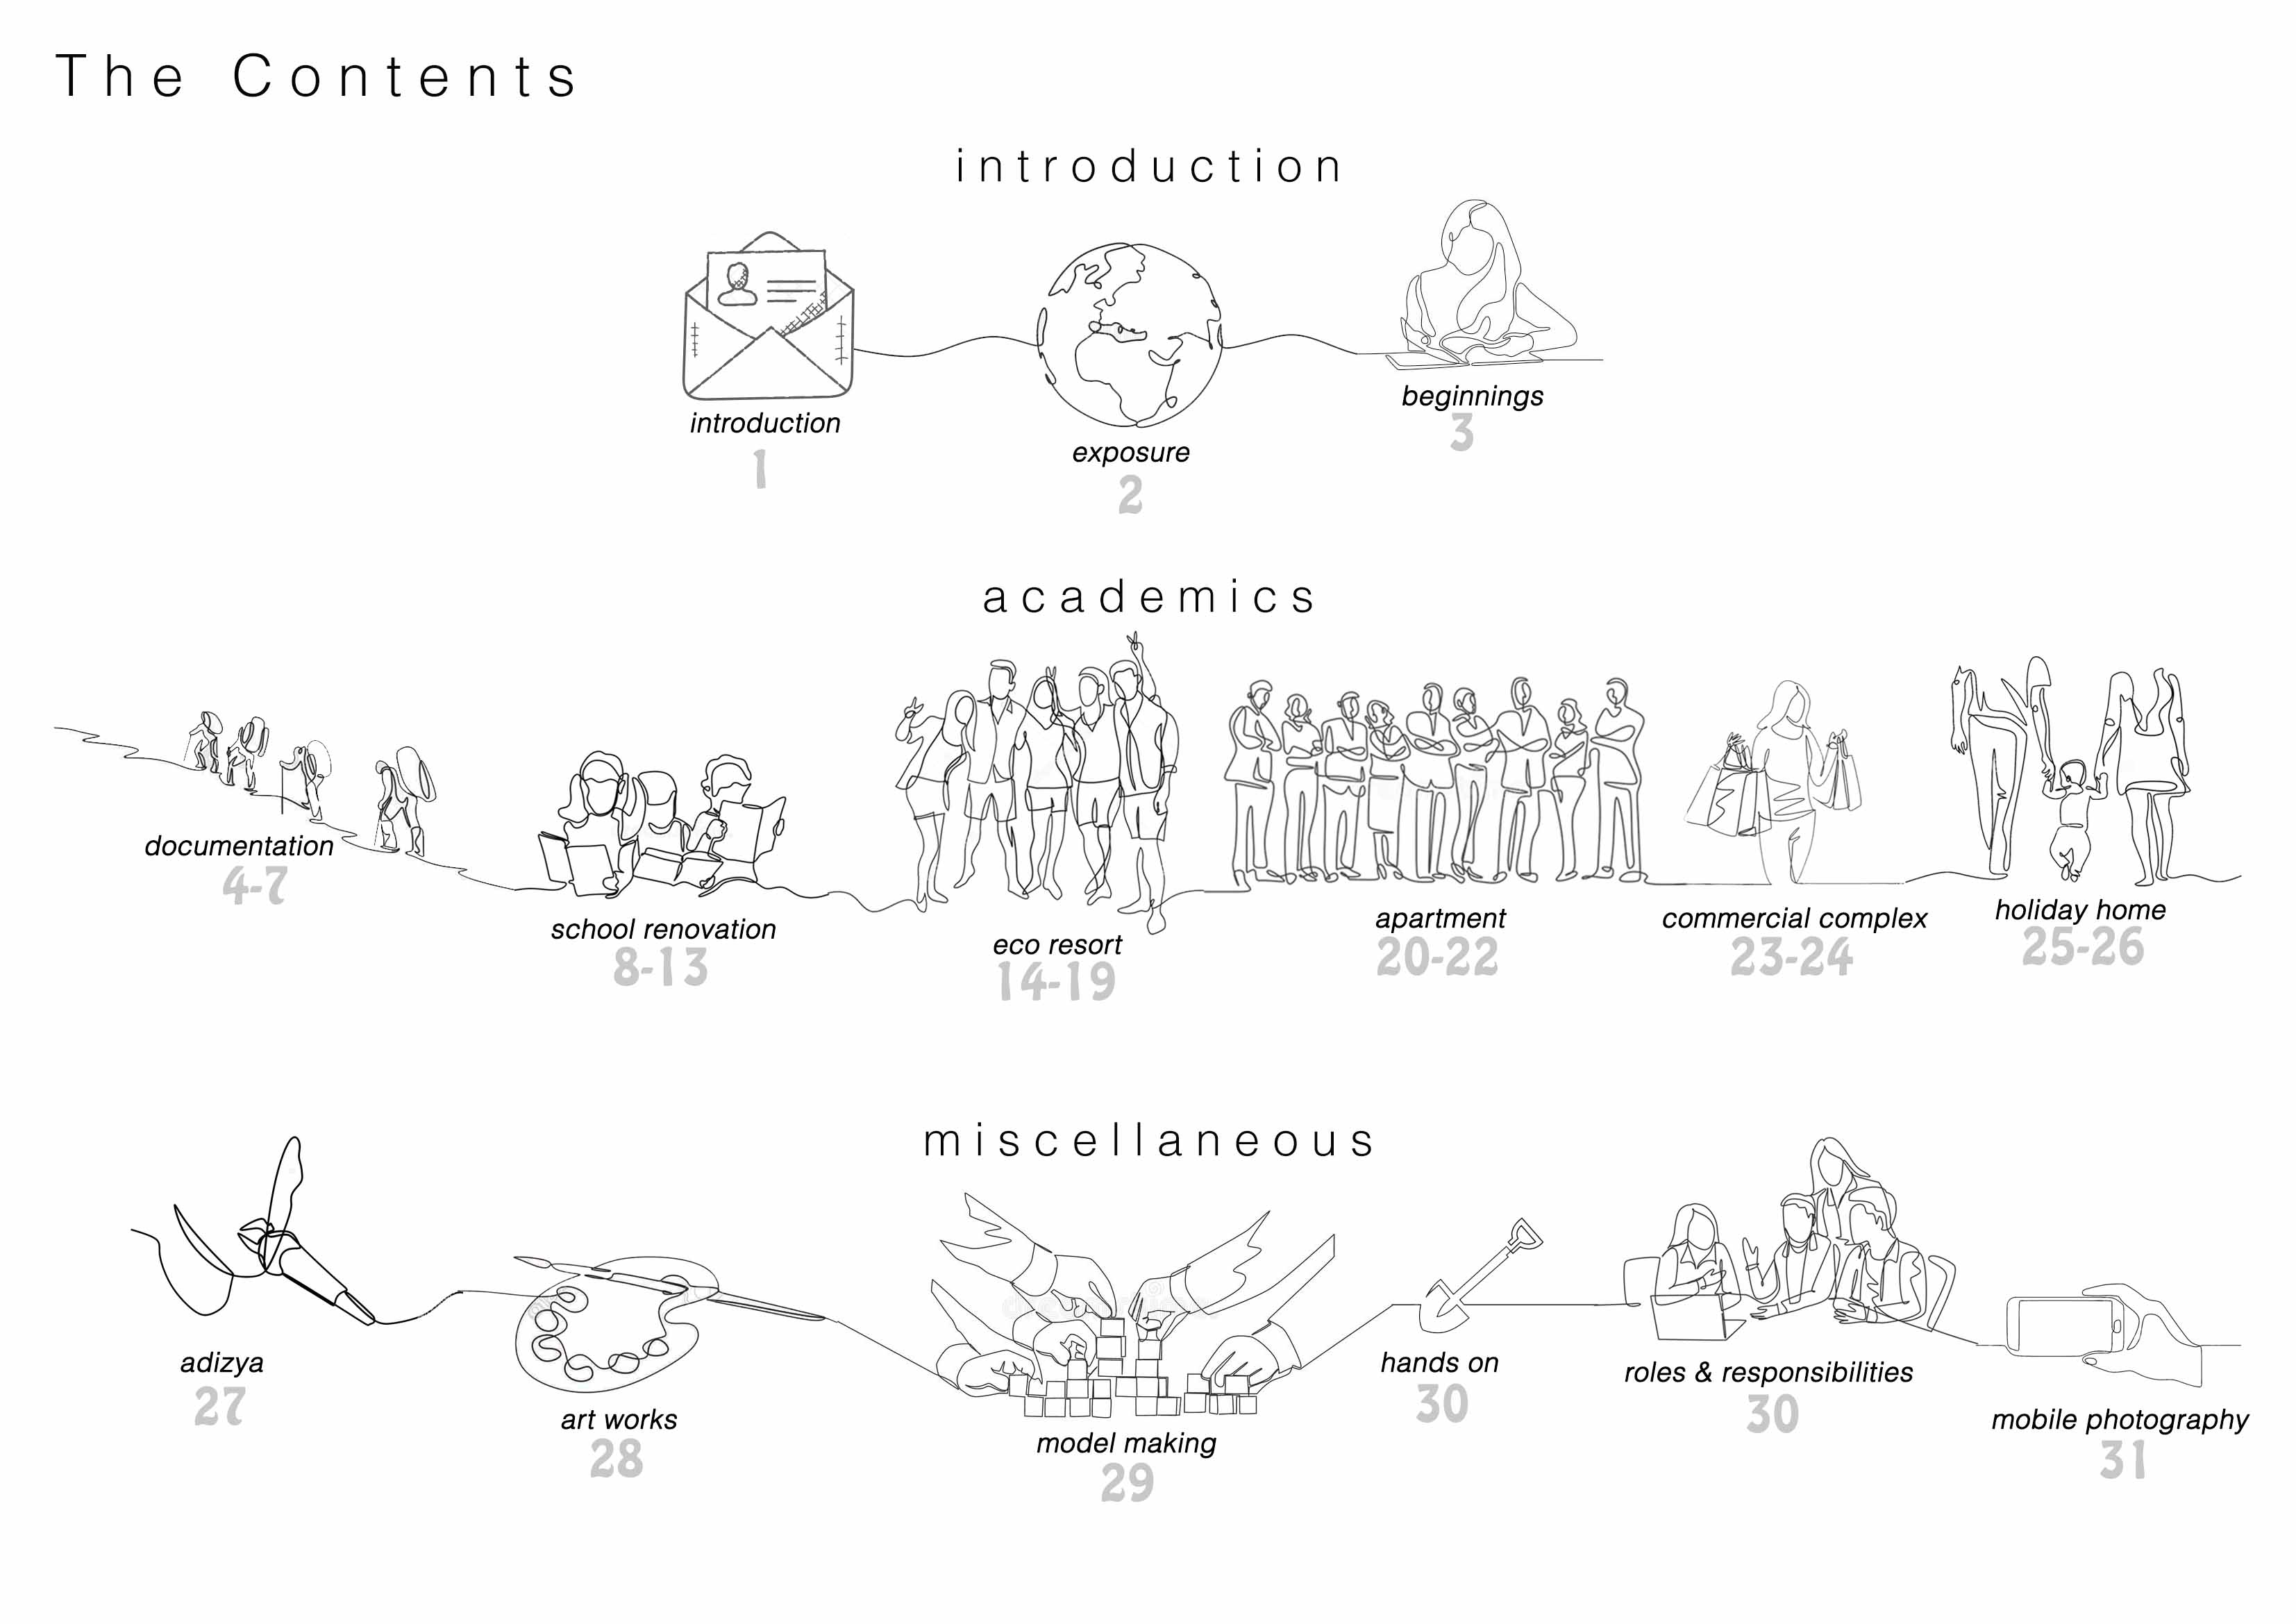 The Contents
introduction
introduction
1
exposure
2
beginnings
3
academics
documentation
4-7
school renovation
8-13
eco resort
14-19
apartment
20-22
commercial complex
23-24
holiday home
25-26
miscellaneous
adizya
27
art works
28
model making
29
hands on
30
roles & responsibilities
30
mobile photography
31